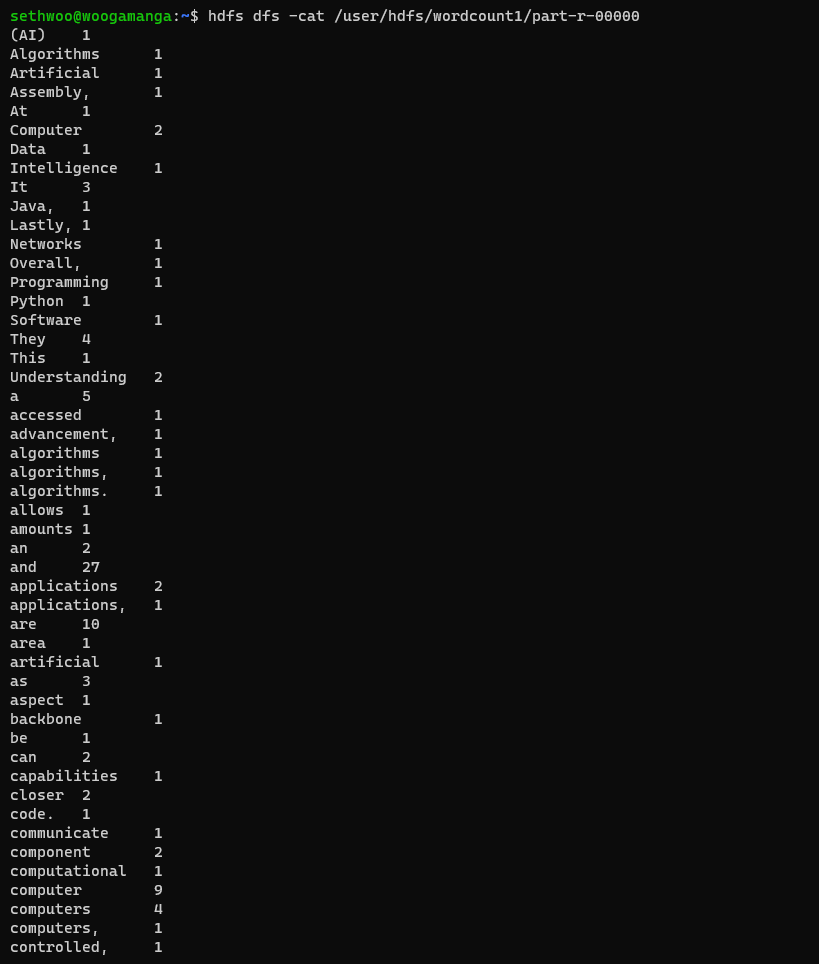 sethwoo@woogamanga:~$ hdfs dfs -cat /user/hdfs/wordcount1/part-r-00000
(AI)    1
Algorithms      1
Artificial      1
Assembly,       1
At      1
Computer        2
Data    1
Intelligence    1
It      3
Java,   1
Lastly, 1
Networks        1
Overall,        1
Programming     1
Python  1
Software        1
They    4
This    1
Understanding   2
a       5
accessed        1
advancement,    1
algorithms      1
algorithms,     1
algorithms.     1
allows  1
amounts 1
an      2
and     27
applications    2
applications,   1
are     10
area    1
artificial      1
as      3
aspect  1
backbone        1
be      1
can     2
capabilities    1
closer  2
code.   1
communicate     1
component       2
computational   1
computer        9
computers       4
computers,      1
controlled,     1